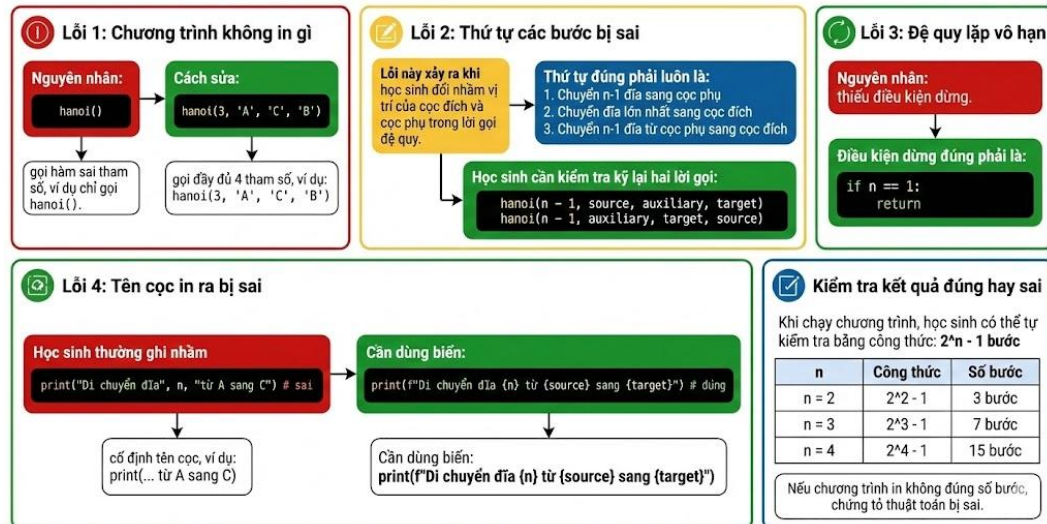 Lỗi 1: Chương trình không in gì
Nguyên nhân:
hanoi()
gọi hàm sai tham
số, ví dụ chỉ gọi
hanoi().
Cách sửa:
hanoi(3, 'A', 'C', 'B')
gọi đầy đủ 4 tham số, ví dụ:
hanoi(3, 'A', 'C', 'B')
Lỗi 2: Thứ tự các bước bị sai
Lỗi này xảy ra khi
học sinh đổi nhầm vị
trí của cọc đích và
cọc phụ trong lời gọi
đệ quy.
Thứ tự đúng phải luôn là:
1. Chuyển n-1 đĩa sang cọc phụ
2. Chuyển đĩa lớn nhất sang cọc đích
3. Chuyển n-1 đĩa từ cọc phụ sang cọc đích
Học sinh cần kiểm tra kỹ lại hai lời gọi:
hanoi(n - 1, source, auxiliary, target)
hanoi(n - 1, auxiliary, target, source)
Lỗi 3: Đệ quy lặp vô hạn
Nguyên nhân:
thiếu điều kiện dừng.
Điều kiện dừng đúng phải là:
if n == 1:
return
Lỗi 4: Tên cọc in ra bị sai
Học sinh thường ghi nhầm
print("Di chuyển đĩa", n, "từ A sang C") # sai
cố định tên cọc, ví dụ:
print(... từ A sang C)
Cần dùng biến:
print(f"Di chuyển đĩa {n} từ {source} sang {target}") # đúng
Cần dùng biến:
print(f"Di chuyển đĩa {n} từ {source} sang {target}")
Kiểm tra kết quả đúng hay sai
Khi chạy chương trình, học sinh có thể tự
kiểm tra bằng công thức: 2^n - 1 bước
n Công thức Số bước
n = 2 2^2 - 1 3 bước
n = 3 2^3 - 1 7 bước
n = 4 2^4 - 1 15 bước
Nếu chương trình in không đúng số bước,
chứng tỏ thuật toán bị sai.